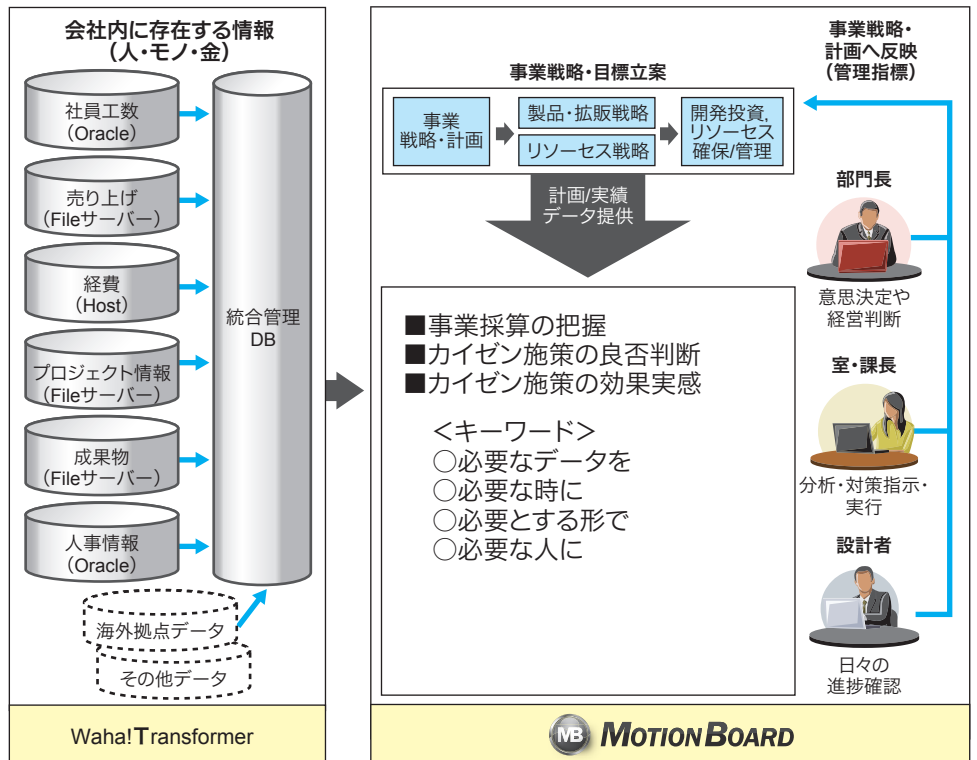 会社内に存在する情報
(人・モノ・金)
社員工数
(Oracle)
売り上げ
(Fileサーバー)
経費
(Host)
プロジェクト情報
(Fileサーバー)
成果物
(Fileサーバー)
人事情報
(Oracle)
海外拠点データ
その他データ
統合管理
DB
Waha!Transformer
事業戦略・目標立案
事業
戦略・計画
製品・拡販戦略
リソーセス戦略
開発投資,
リソーセス
確保/管理
計画/実績
データ提供
■事業採算の把握
■カイゼン施策の良否判断
■カイゼン施策の効果実感
<キーワード>
○必要なデータを
○必要な時に
○必要とする形で
○必要な人に
事業戦略・
計画へ反映
(管理指標)
部門長
意思決定や
経営判断
室・課長
分析・対策指示・
実行
設計者
日々の
進捗確認
MB MOTIONBOARD